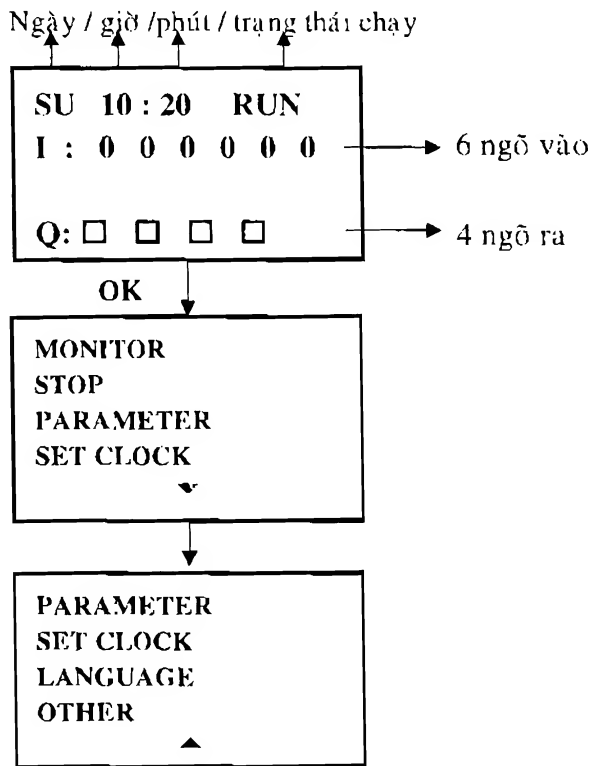 Ngày / giờ /phút / trạng thái chạy
SU 10 : 20 RUN
I : 0 0 0 0 0 0
6 ngõ vào
Q:
4 ngõ ra
OK
MONITOR
STOP
PARAMETER
SET CLOCK
PARAMETER
SET CLOCK
LANGUAGE
OTHER